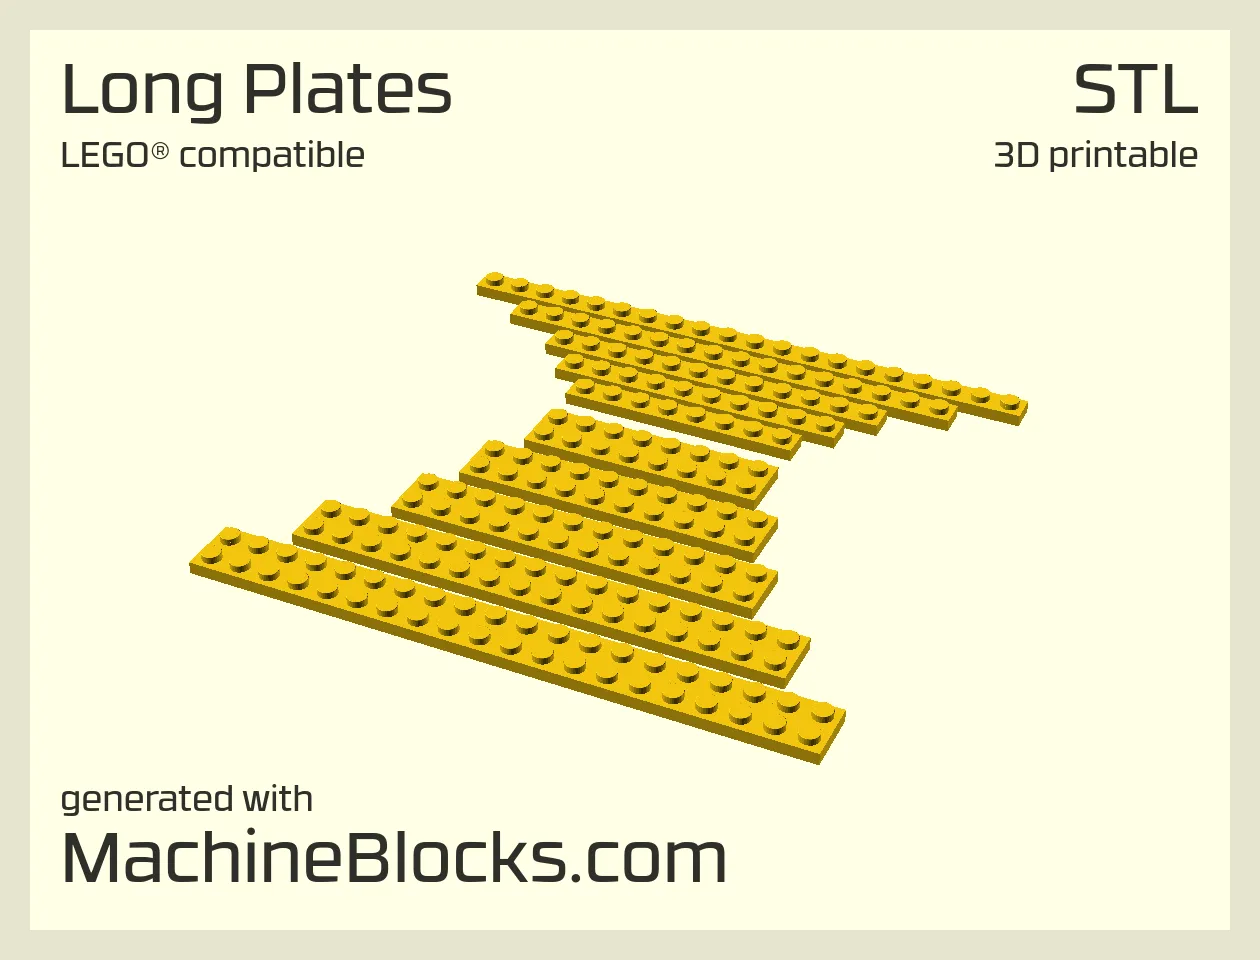 Long Plates
LEGO® compatible
STL
3D printable
generated with
MachineBlocks.com